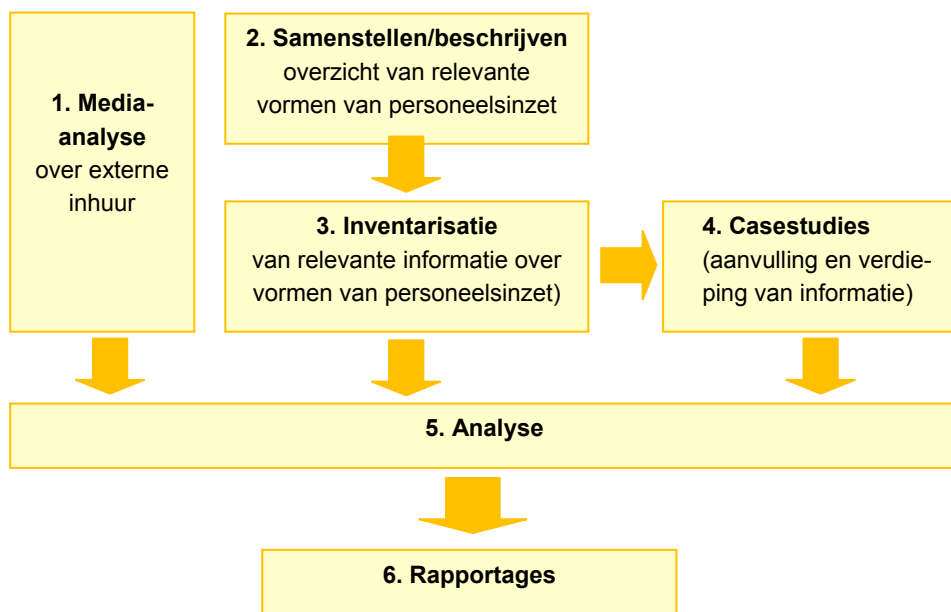 1. Media-
analyse
over externe
inhuur
2. Samenstellen/beschrijven
overzicht van relevante
vormen van personeelsinzet
3. Inventarisatie
van relevante informatie over
vormen van personeelsinzet)
4. Casestudies
(aanvulling en verdie-
ping van informatie)
5. Analyse
6. Rapportages